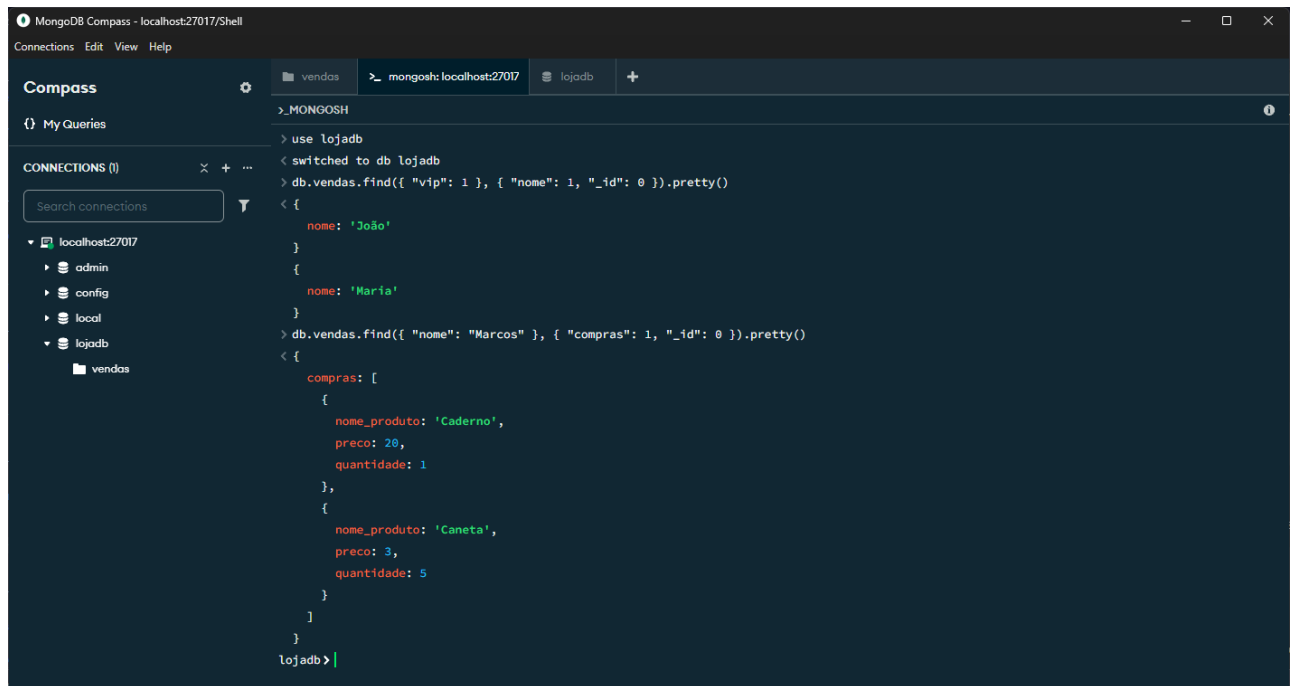 MongoDB Compass - localhost:27017/Shell
Connections Edit View Help
Compass
{} My Queries
CONNECTIONS (1)
Search connections
localhost:27017
admin
config
local
lojadb
vendas
vendas
>_ mongosh: localhost:27017
lojadb
>_MONGOSH
> use lojadb
< switched to db lojadb
> db.vendas.find({ "vip": 1 }, { "nome": 1, "_id": 0 }).pretty()
< {
nome: 'João'
}
{
nome: 'Maria'
}
> db.vendas.find({ "nome": "Marcos" }, { "compras": 1, "_id": 0 }).pretty()
< {
compras: [
{
nome_produto: 'Caderno',
preco: 20,
quantidade: 1
},
{
nome_produto: 'Caneta',
preco: 3,
quantidade: 5
}
]
}
lojadb>